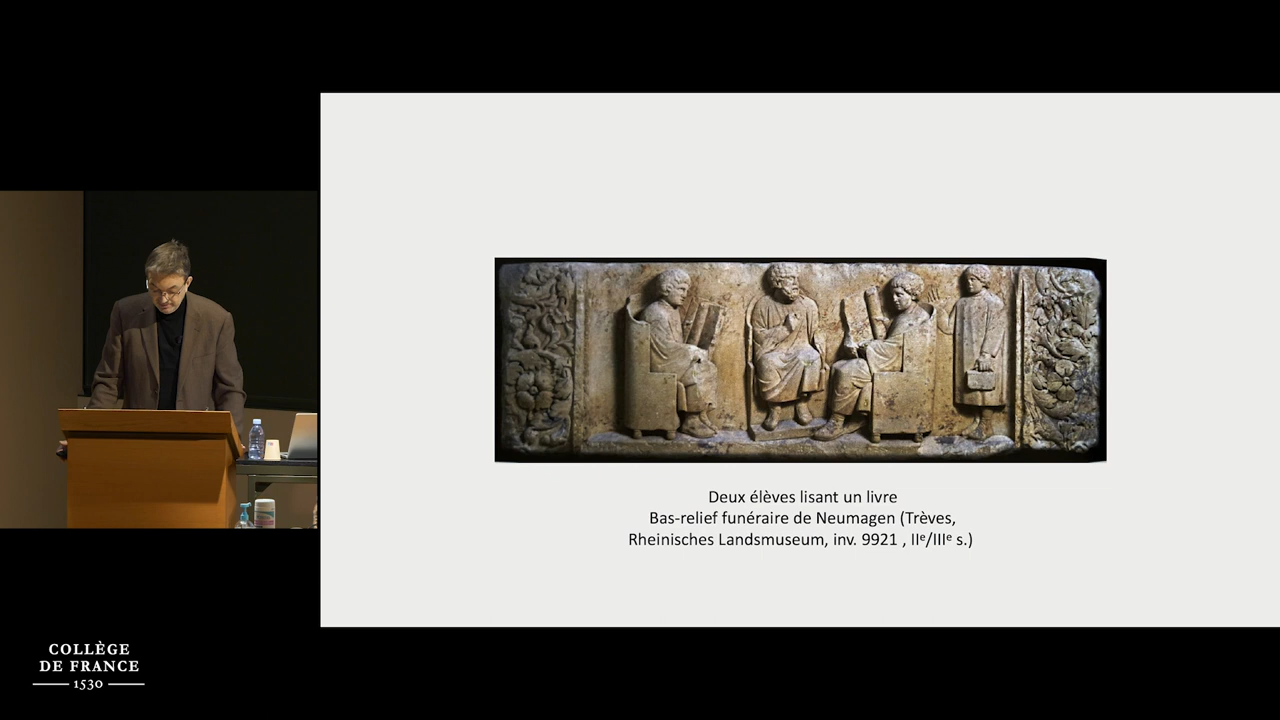 Deux élèves lisant un livre
Bas-relief funéraire de Neumagen (Trèves,
Rheinisches Landsmuseum, inv. 9921 , IIᵉ/IIIᵉ s.)
COLLÈGE
DE FRANCE
1530